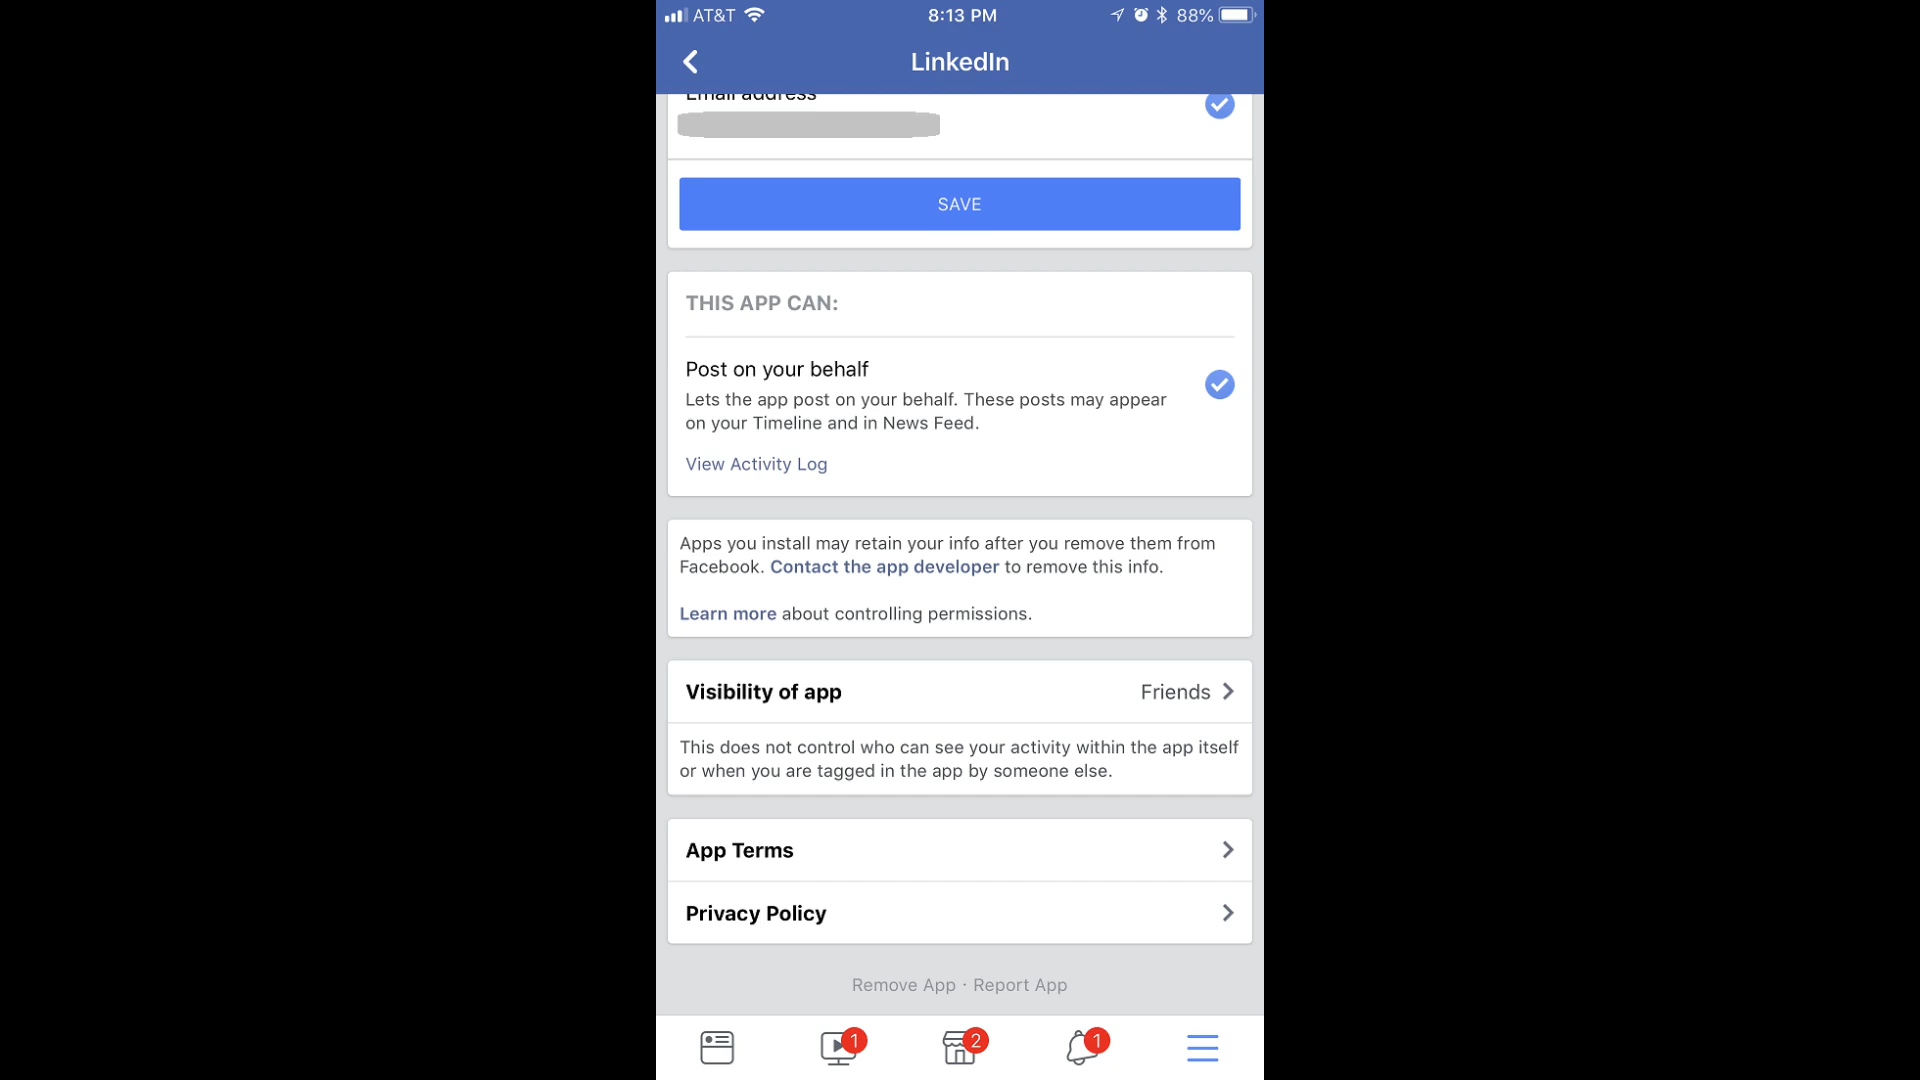 AT&T 8:13 PM 88%
LinkedIn
Email address
SAVE
THIS APP CAN:
Post on your behalf
Lets the app post on your behalf. These posts may appear
on your Timeline and in News Feed.
View Activity Log
Apps you install may retain your info after you remove them from
Facebook. Contact the app developer to remove this info.
Learn more about controlling permissions.
Visibility of app Friends
This does not control who can see your activity within the app itself
or when you are tagged in the app by someone else.
App Terms
Privacy Policy
Remove App · Report App
1 2 1